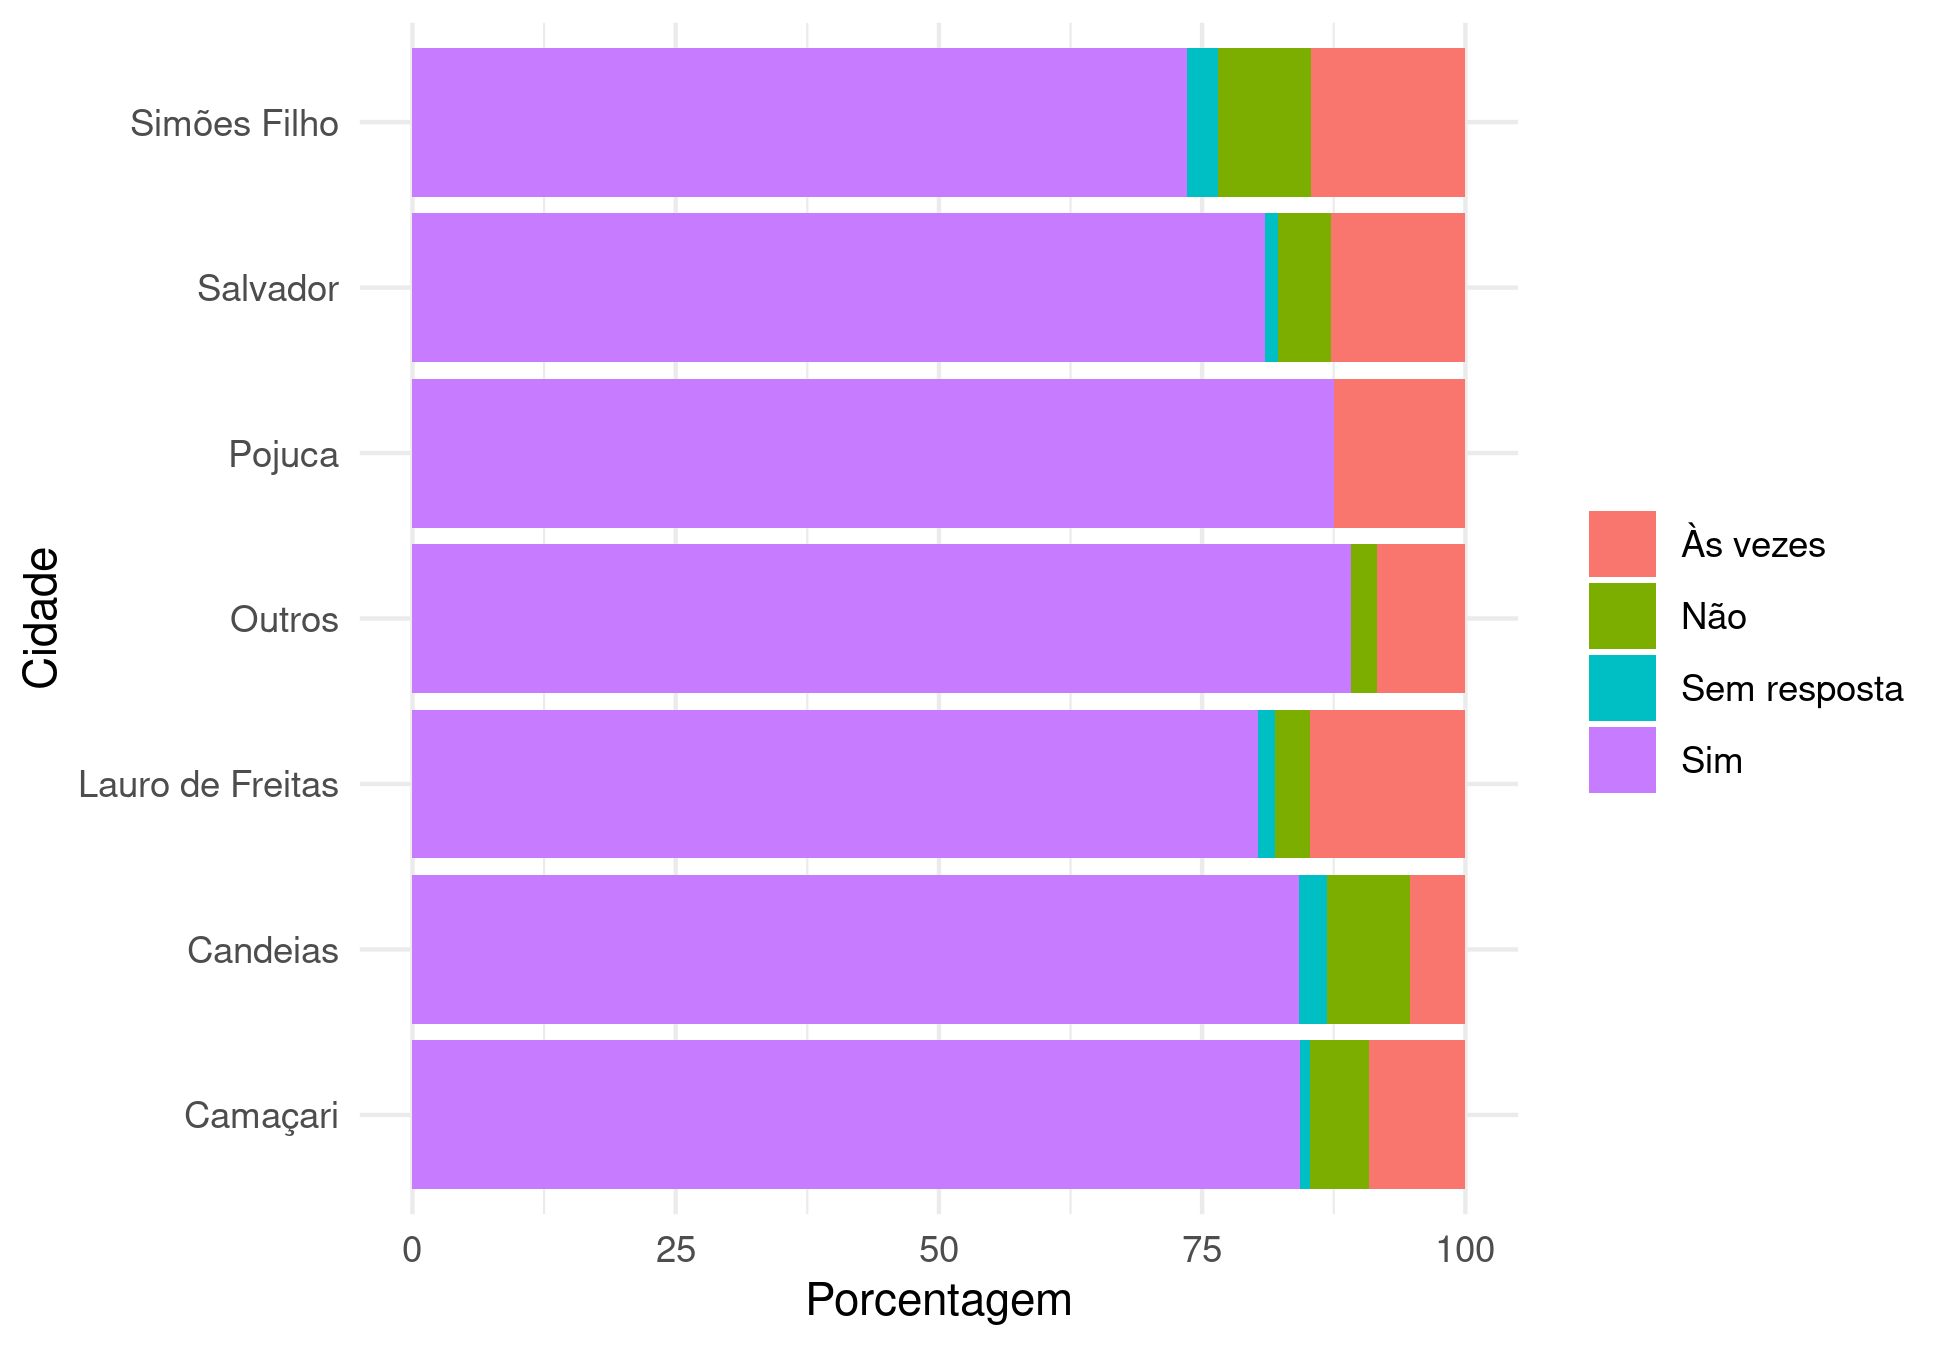 Simões Filho
Salvador
Pojuca
Outros
Lauro de Freitas
Candeias
Camaçari
Cidade
0 25 50 75 100
Porcentagem
Às vezes
Não
Sem resposta
Sim